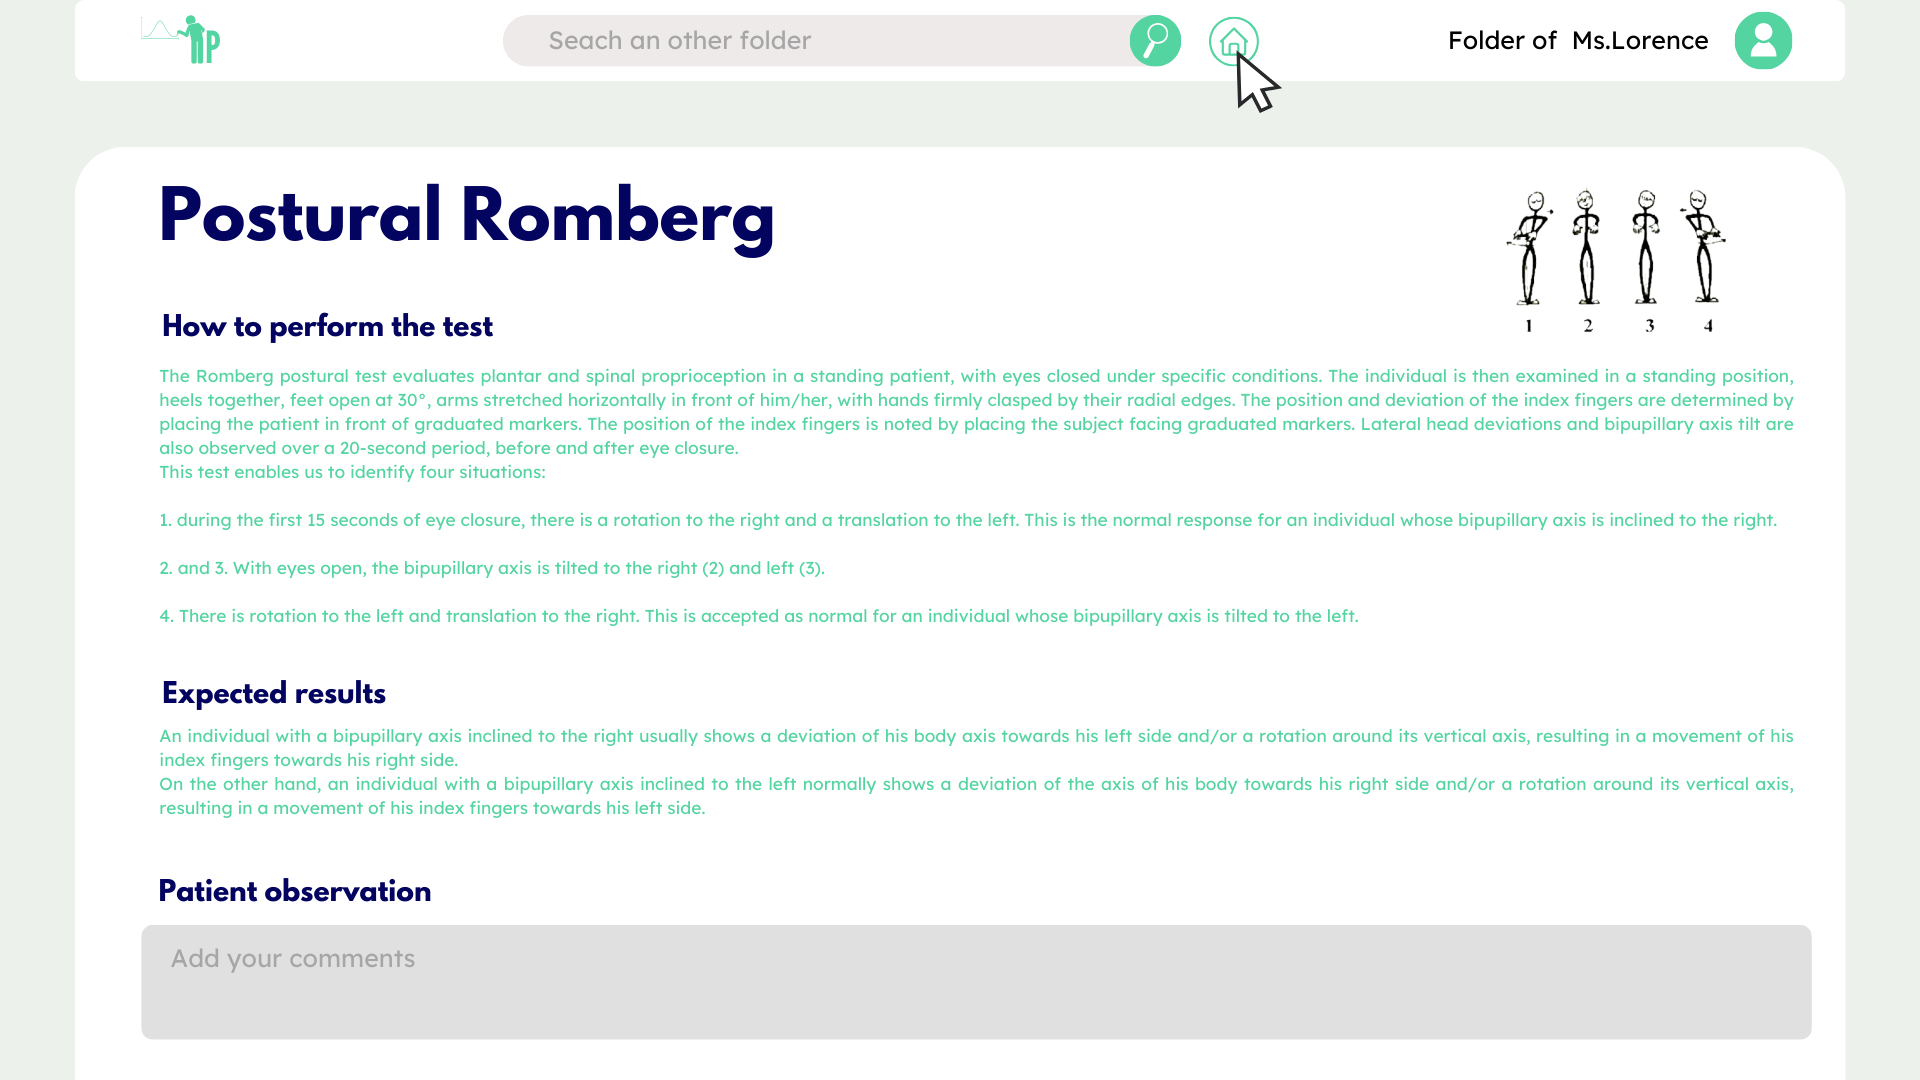 P
Seach an other folder
Folder of Ms.Lorence
Postural Romberg
1 2 3 4
How to perform the test
The Romberg postural test evaluates plantar and spinal proprioception in a standing patient, with eyes closed under specific conditions. The individual is then examined in a standing position,
heels together, feet open at 30°, arms stretched horizontally in front of him/her, with hands firmly clasped by their radial edges. The position and deviation of the index fingers are determined by
placing the patient in front of graduated markers. The position of the index fingers is noted by placing the subject facing graduated markers. Lateral head deviations and bipupillary axis tilt are
also observed over a 20-second period, before and after eye closure.
This test enables us to identify four situations:
1. during the first 15 seconds of eye closure, there is a rotation to the right and a translation to the left. This is the normal response for an individual whose bipupillary axis is inclined to the right.
2. and 3. With eyes open, the bipupillary axis is tilted to the right (2) and left (3).
4. There is rotation to the left and translation to the right. This is accepted as normal for an individual whose bipupillary axis is tilted to the left.
Expected results
An individual with a bipupillary axis inclined to the right usually shows a deviation of his body axis towards his left side and/or a rotation around its vertical axis, resulting in a movement of his
index fingers towards his right side.
On the other hand, an individual with a bipupillary axis inclined to the left normally shows a deviation of the axis of his body towards his right side and/or a rotation around its vertical axis,
resulting in a movement of his index fingers towards his left side.
Patient observation
Add your comments